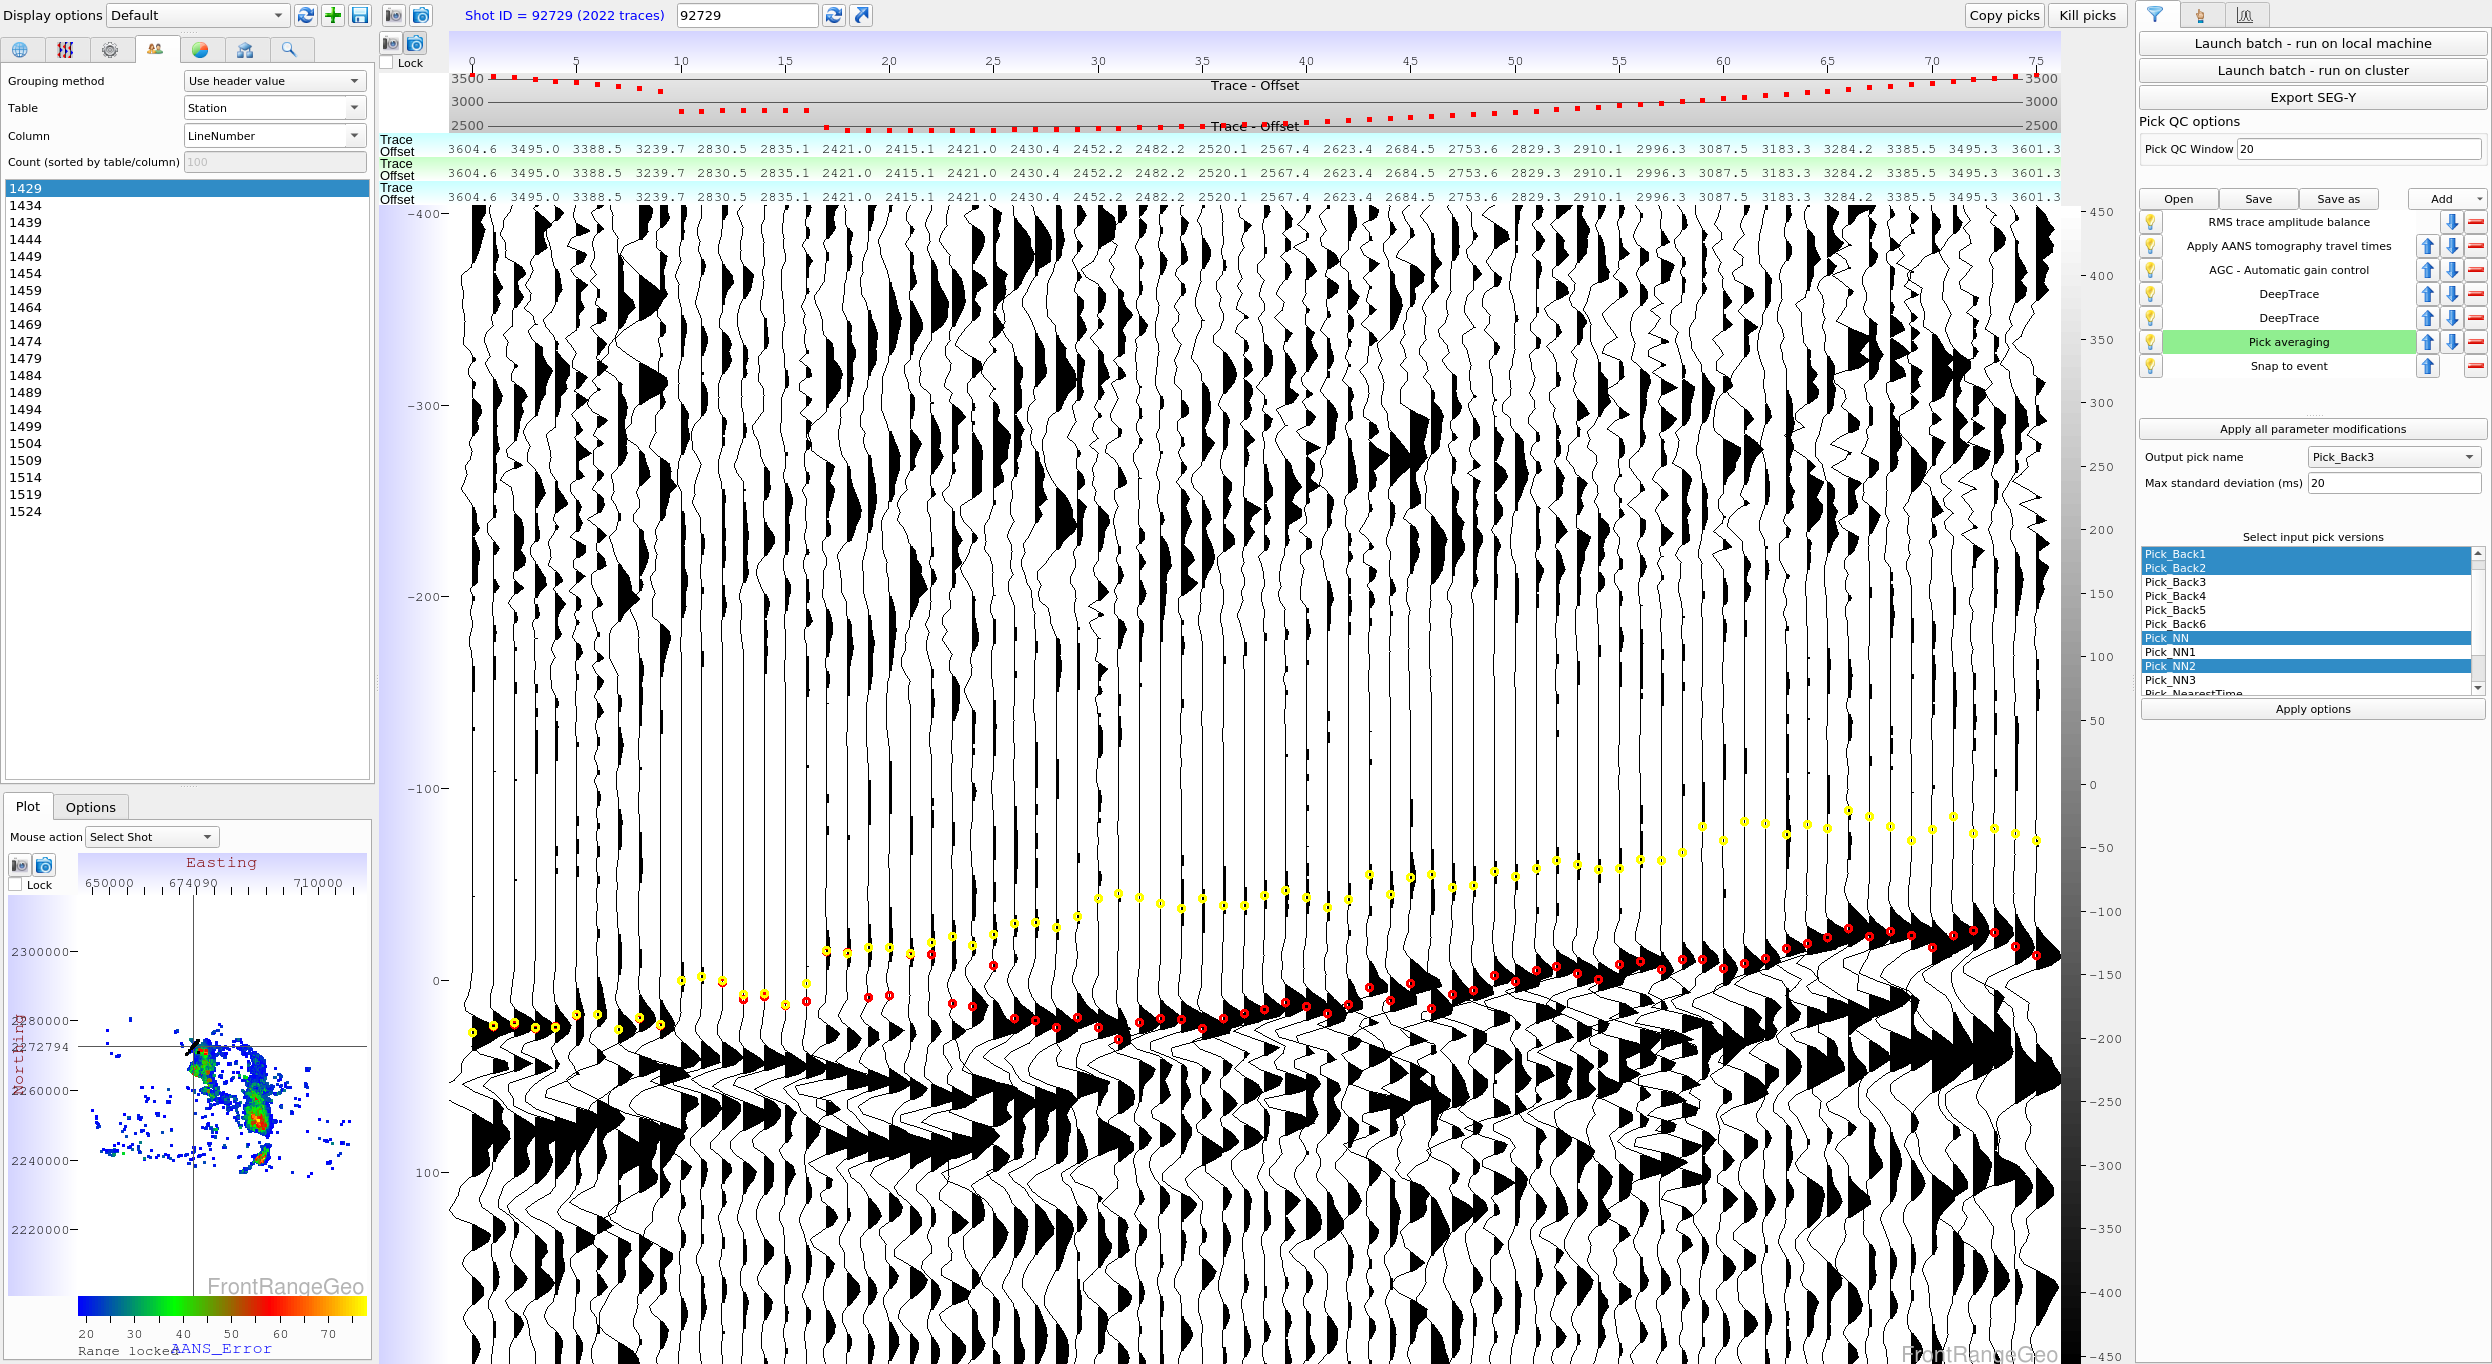 Display options Default
Shot ID = 92729 (2022 traces) 92729
Copy picks Kill picks
Lock
Grouping method Use header value
Table Station
Column LineNumber
Count (sorted by table/column) 100
1429
1434
1439
1444
1449
1454
1459
1464
1469
1474
1479
1484
1489
1494
1499
1504
1509
1514
1519
1524
Plot Options
Mouse action Select Shot
Lock
Easting
650000 674090 710000
Northing
2300000
2280000
2272794
2260000
2240000
2220000
FrontRangeGeo
20 30 40 50 60 70
Range locked AANS_Error
0 5 10 15 20 25 30 35 40 45 50 55 60 65 70 75
3500 Trace - Offset 3500
3000 3000
2500 Trace - Offset 2500
Trace
Offset 3604.6 3495.0 3388.5 3239.7 2830.5 2835.1 2421.0 2415.1 2421.0 2430.4 2452.2 2482.2 2520.1 2567.4 2623.4 2684.5 2753.6 2829.3 2910.1 2996.3 3087.5 3183.3 3284.2 3385.5 3495.3 3601.3
Trace
Offset 3604.6 3495.0 3388.5 3239.7 2830.5 2835.1 2421.0 2415.1 2421.0 2430.4 2452.2 2482.2 2520.1 2567.4 2623.4 2684.5 2753.6 2829.3 2910.1 2996.3 3087.5 3183.3 3284.2 3385.5 3495.3 3601.3
Trace
Offset 3604.6 3495.0 3388.5 3239.7 2830.5 2835.1 2421.0 2415.1 2421.0 2430.4 2452.2 2482.2 2520.1 2567.4 2623.4 2684.5 2753.6 2829.3 2910.1 2996.3 3087.5 3183.3 3284.2 3385.5 3495.3 3601.3
-400
-300
-200
-100
0
100
FrontRangeGeo
450
400
350
300
250
200
150
100
50
0
-50
-100
-150
-200
-250
-300
-350
-400
-450
Launch batch - run on local machine
Launch batch - run on cluster
Export SEG-Y
Pick QC options
Pick QC Window 20
Open Save Save as Add
RMS trace amplitude balance
Apply AANS tomography travel times
AGC - Automatic gain control
DeepTrace
DeepTrace
Pick averaging
Snap to event
Apply all parameter modifications
Output pick name Pick_Back3
Max standard deviation (ms) 20
Select input pick versions
Pick_Back1
Pick_Back2
Pick_Back3
Pick_Back4
Pick_Back5
Pick_Back6
Pick_NN
Pick_NN1
Pick_NN2
Pick_NN3
Pick_NearestTime
Apply options